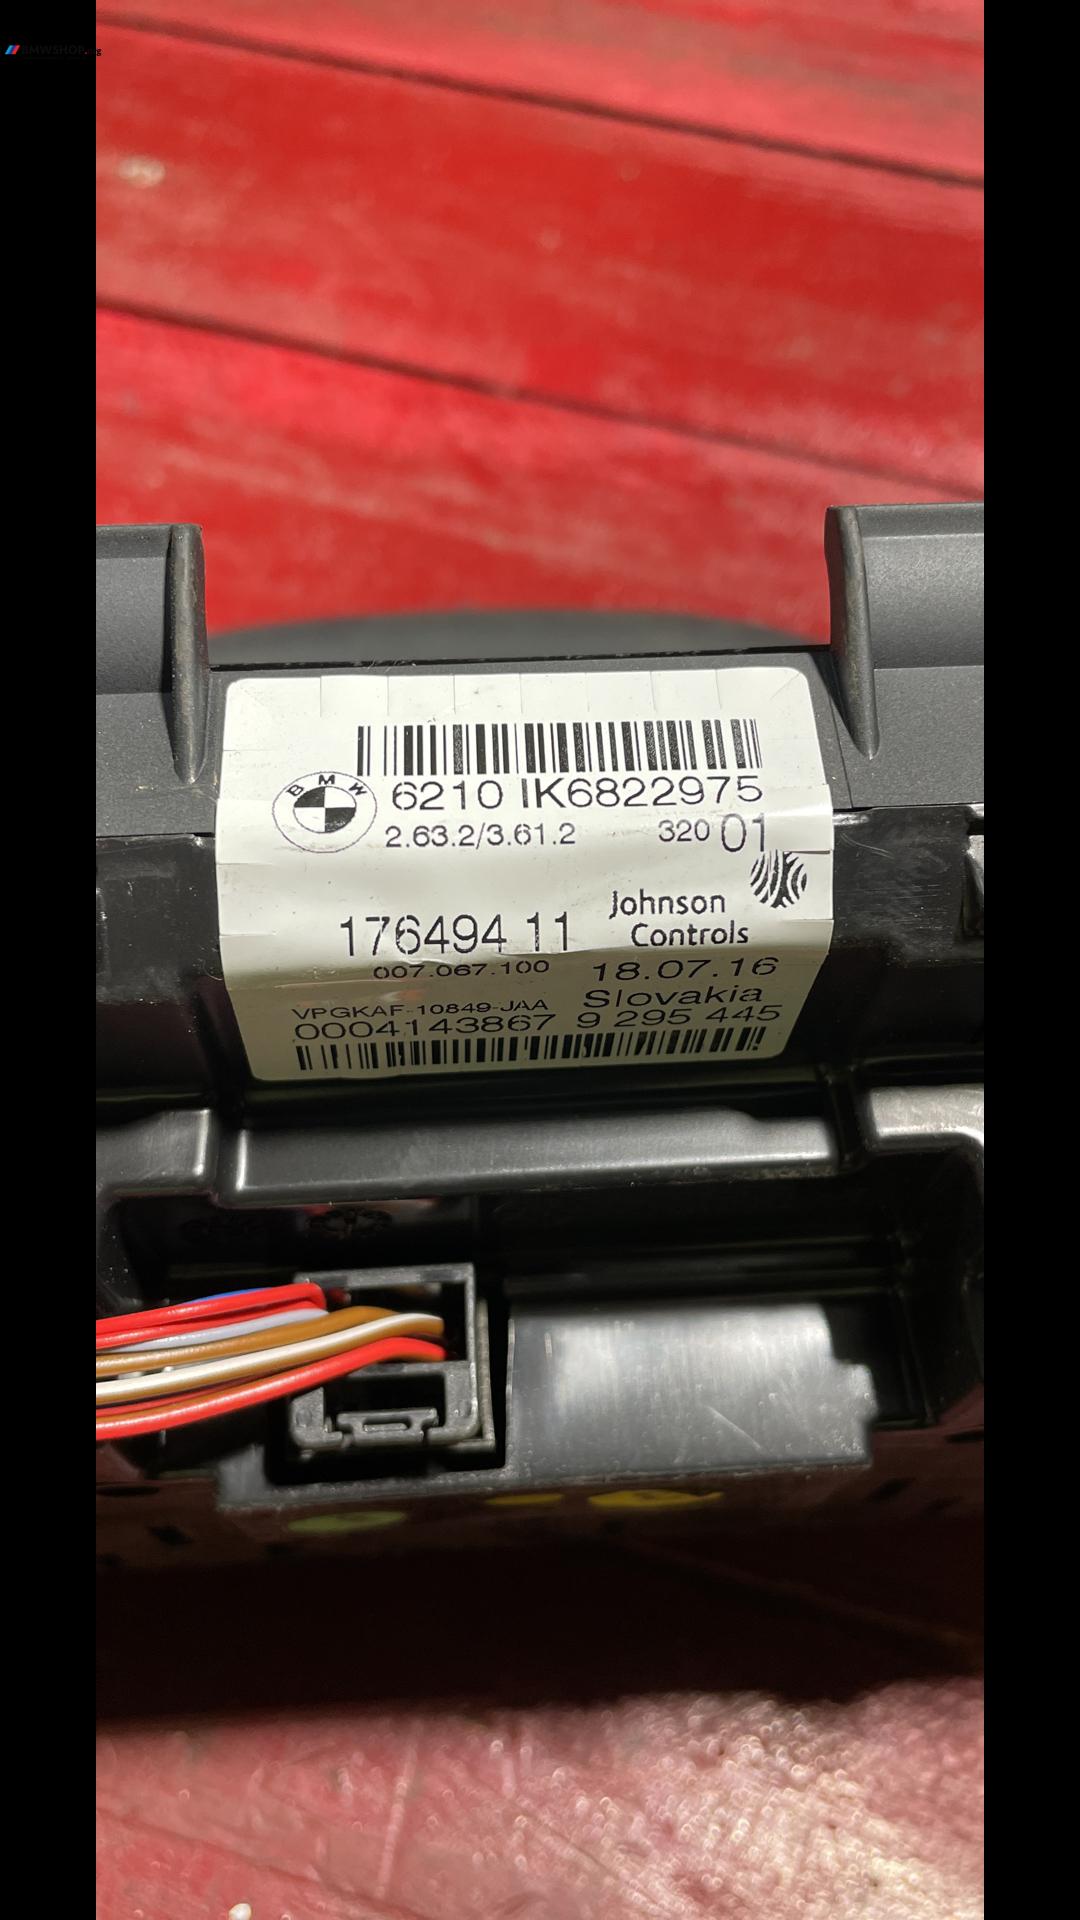 BMWSHOP.org
6210 IK6822975
BMW
2.63.2/3.61.2 320 01
Johnson
Controls
176494 11
007.067.100 18.07.16
VPGKAF-10849-JAA Slovakia
0004143867 9 295 445